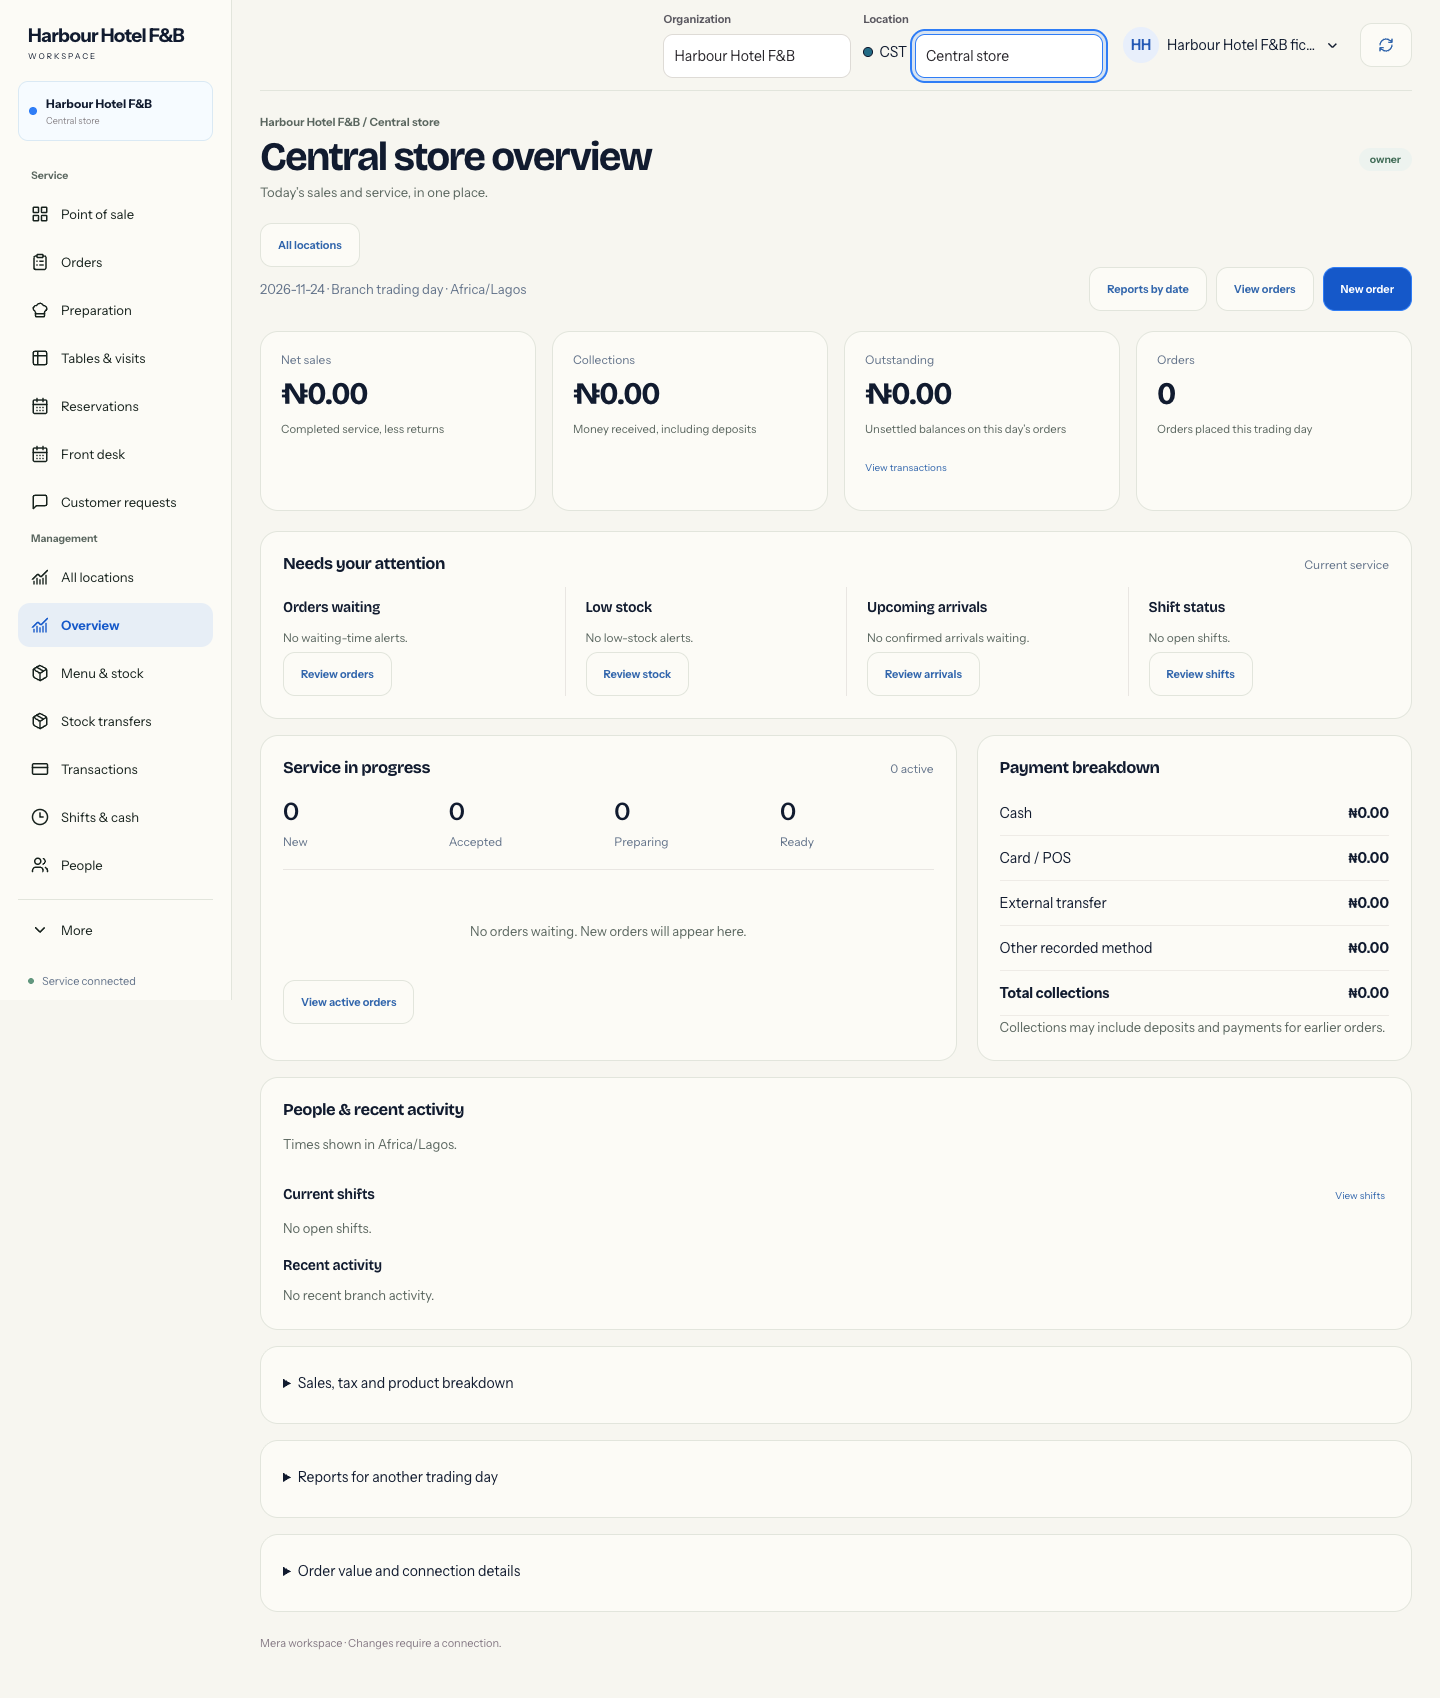 Harbour Hotel F&B
WORKSPACE
Harbour Hotel F&B
Central store
Service
Point of sale
Orders
Preparation
Tables & visits
Reservations
Front desk
Customer requests
Management
All locations
Overview
Menu & stock
Stock transfers
Transactions
Shifts & cash
People
More
Service connected
Organization
Harbour Hotel F&B
Location
CST
Central store
HH
Harbour Hotel F&B fic...
Harbour Hotel F&B / Central store
Central store overview
owner
Today's sales and service, in one place.
All locations
2026-11-24 · Branch trading day · Africa/Lagos
Reports by date
View orders
New order
Net sales
₦0.00
Completed service, less returns
Collections
₦0.00
Money received, including deposits
Outstanding
₦0.00
Unsettled balances on this day's orders
View transactions
Orders
0
Orders placed this trading day
Needs your attention
Current service
Orders waiting
No waiting-time alerts.
Review orders
Low stock
No low-stock alerts.
Review stock
Upcoming arrivals
No confirmed arrivals waiting.
Review arrivals
Shift status
No open shifts.
Review shifts
Service in progress
0 active
0
New
0
Accepted
0
Preparing
0
Ready
No orders waiting. New orders will appear here.
View active orders
Payment breakdown
Cash ₦0.00
Card / POS ₦0.00
External transfer ₦0.00
Other recorded method ₦0.00
Total collections ₦0.00
Collections may include deposits and payments for earlier orders.
People & recent activity
Times shown in Africa/Lagos.
Current shifts
View shifts
No open shifts.
Recent activity
No recent branch activity.
Sales, tax and product breakdown
Reports for another trading day
Order value and connection details
Mera workspace · Changes require a connection.